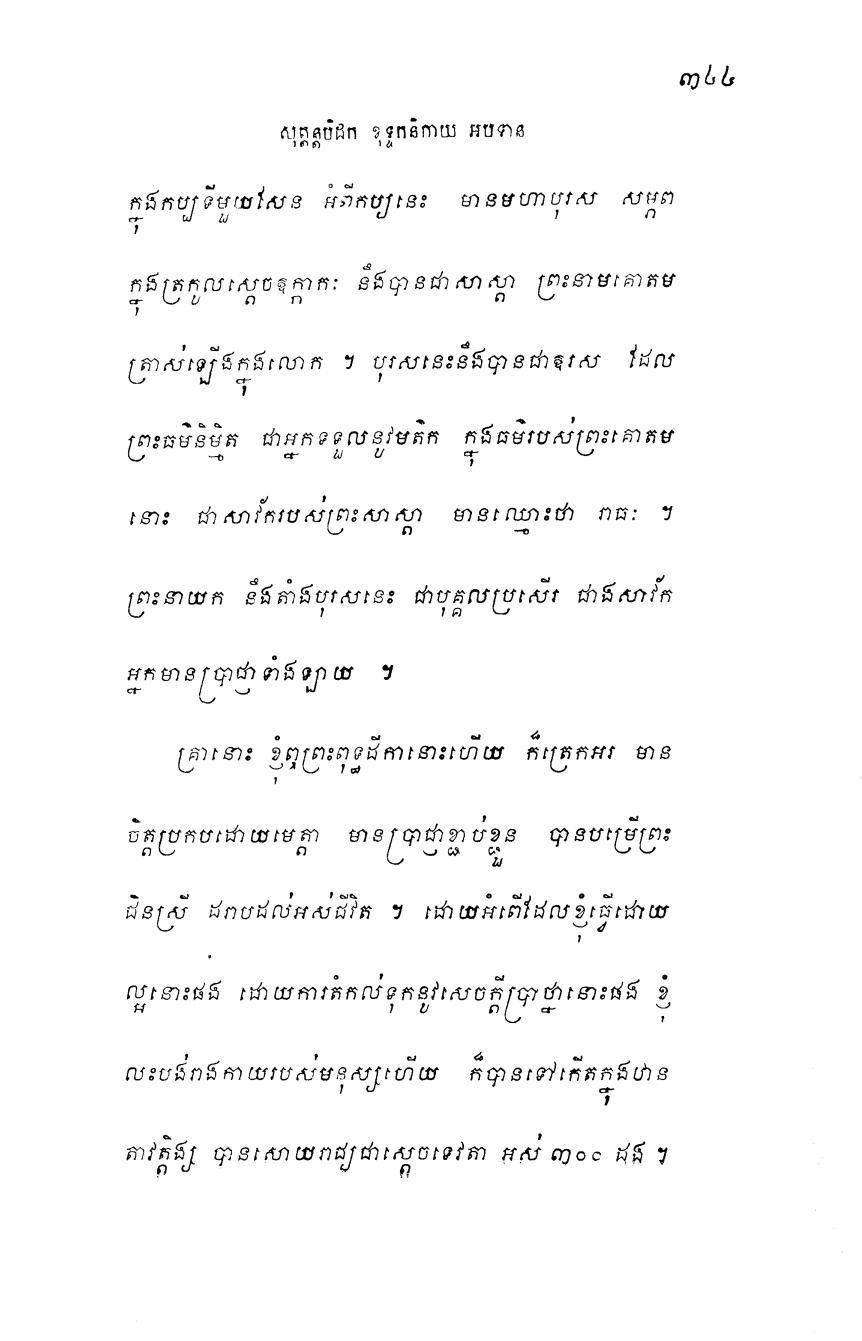 ៣៤៤
សុត្តន្តបិដក ខុទ្ទកនិកាយ អបទាន
ក្នុងកប្បទីមួយសែន អំពីកប្បនេះ មានមហាបុរស សម្ភព
ក្នុងត្រកូលស្តេចឧក្កាកៈ នឹងបានជាសាស្តា ព្រះនាមគោតម
ត្រាស់ឡើងក្នុងលោក ។ បុរសនេះនឹងបានជាឱរស ដែល
ព្រះធម៌និម្មិត ជាអ្នកទទួលនូវមត៌ក ក្នុងធម៌របស់ព្រះគោតម
នោះ ជាសាវ័ករបស់ព្រះសាស្តា មានឈ្មោះថា រាធៈ ។
ព្រះនាយក នឹងតាំងបុរសនេះ ជាបុគ្គលប្រសើរ ជាងសាវ័ក
អ្នកមានប្រាជ្ញាទាំងឡាយ ។
គ្រានោះ ខ្ញុំឮព្រះពុទ្ធដីកានោះហើយ ក៏ត្រេកអរ មាន
ចិត្តប្រកបដោយមេត្តា មានប្រាជ្ញាខ្ជាប់ខ្ជួន បានបម្រើព្រះ
ជិនស្រី ដរាបដល់អស់ជីវិត ។ ដោយអំពើដែលខ្ញុំធ្វើដោយ
ល្អនោះផង ដោយការតំកល់ទុកនូវសេចក្តីប្រាថ្នានោះផង ខ្ញុំ
លះបង់រាងកាយរបស់មនុស្សហើយ ក៏បានទៅកើតក្នុងឋាន
តាវត្តិង្ស បានសោយរាជ្យជាស្តេចទេវតា អស់ ៣០០ ដង ។